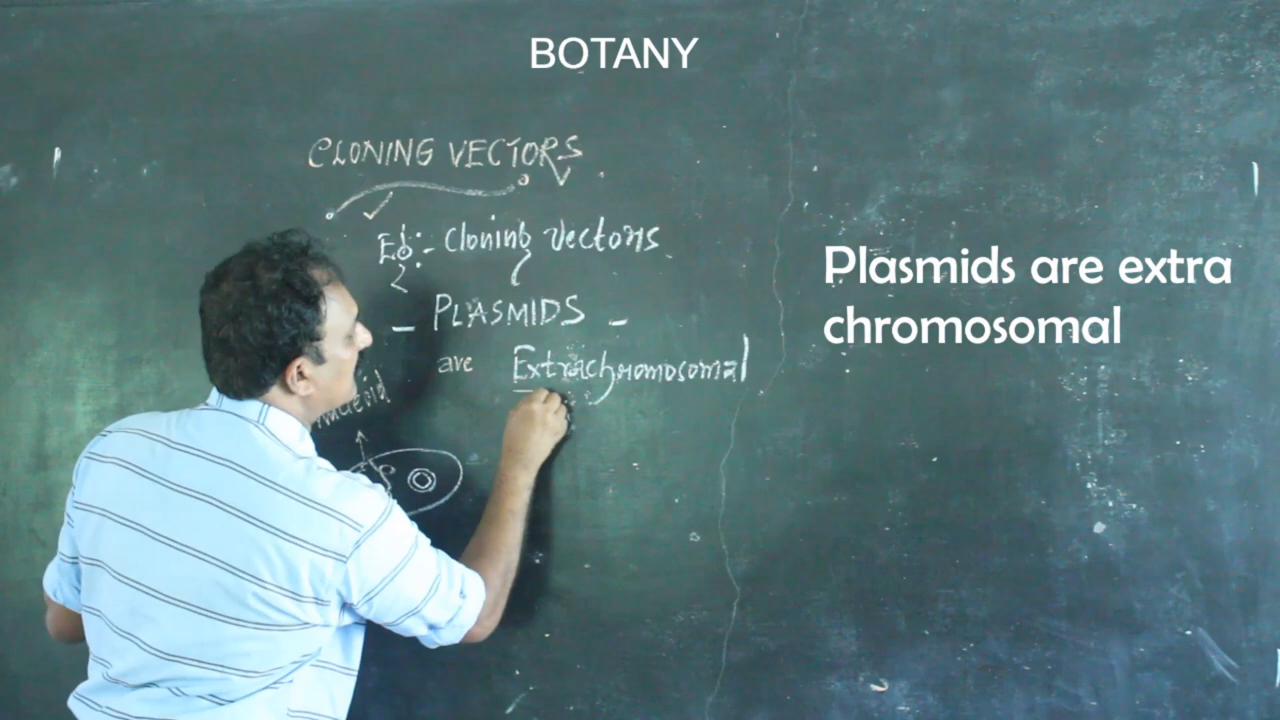 BOTANY
CLONING VECTORS
Eg:- Cloning Vectors
- PLASMIDS -
are Extrachromosomal
Plasmids are extra
chromosomal